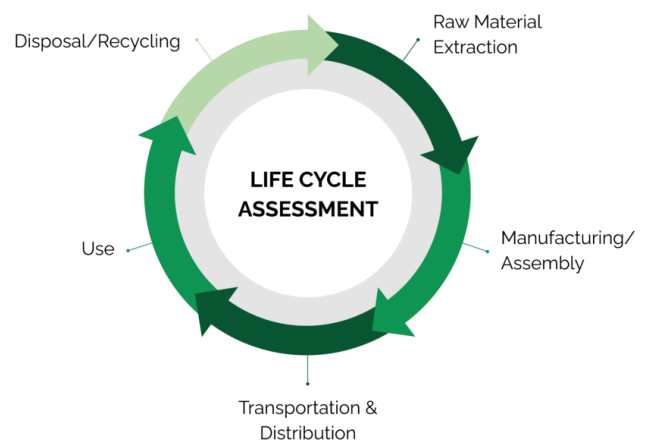 Disposal/Recycling
Raw Material
Extraction
LIFE CYCLE
ASSESSMENT
Use
Manufacturing/
Assembly
Transportation &
Distribution